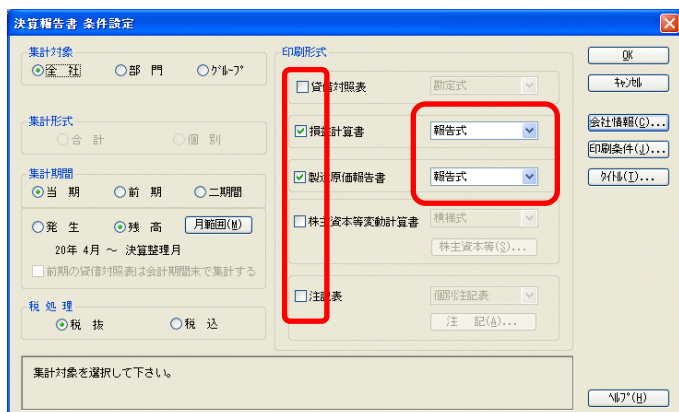 決算報告書 条件設定
集計対象
全 社 部 門 ｸﾞﾙｰﾌﾟ
集計形式
合 計 個 別
集計期間
当 期 前 期 二期間
発 生 残 高 月範囲(M)
20年 4月 ～ 決算整理月
前期の貸借対照表は会計期間末で集計する
税 処 理
税 抜 税 込
印刷形式
貸借対照表 勘定式
損益計算書 報告式
製造原価報告書 報告式
株主資本等変動計算書 横様式
株主資本等(S)...
注記表 個別注記表
注 記(A)...
OK
ｷｬﾝｾﾙ
会社情報(C)...
印刷条件(J)...
ﾀｲﾄﾙ(T)...
集計対象を選択して下さい。
ﾍﾙﾌﾟ(H)